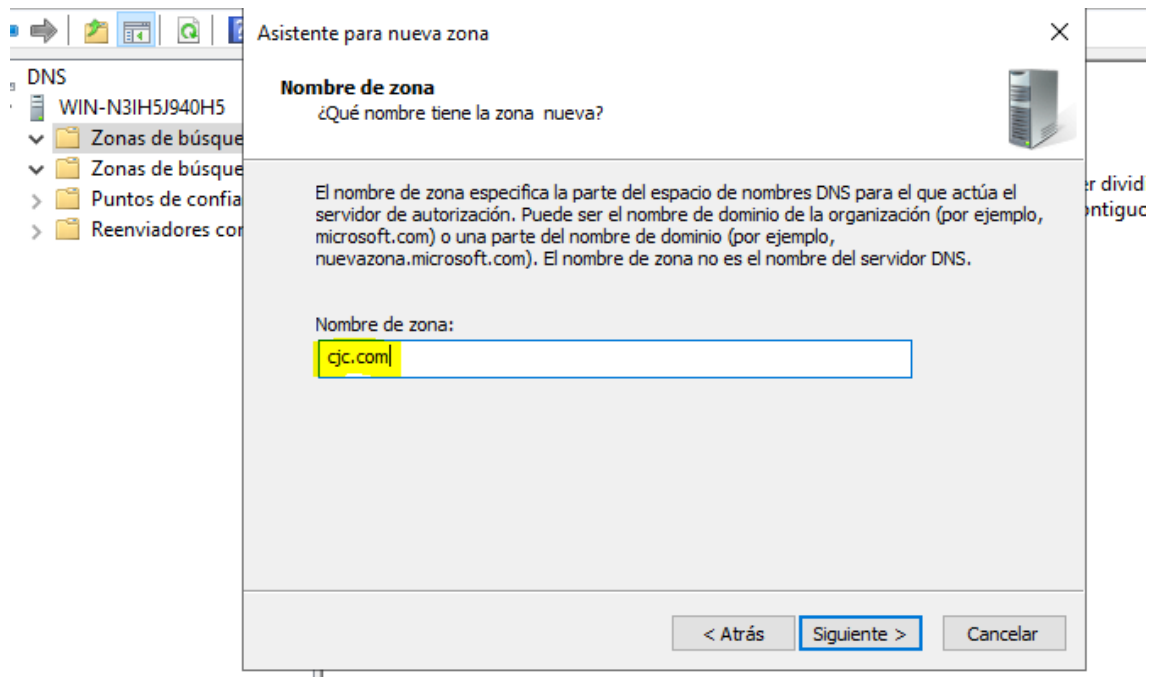 Asistente para nueva zona
DNS
WIN-N3IH5J940H5
Zonas de búsque
Zonas de búsque
Puntos de confia
Reenviadores cor
Nombre de zona
¿Qué nombre tiene la zona nueva?
El nombre de zona especifica la parte del espacio de nombres DNS para el que actúa el
servidor de autorización. Puede ser el nombre de dominio de la organización (por ejemplo,
microsoft.com) o una parte del nombre de dominio (por ejemplo,
nuevazona.microsoft.com). El nombre de zona no es el nombre del servidor DNS.
Nombre de zona:
cjc.com
< Atrás
Siguiente >
Cancelar
er divid